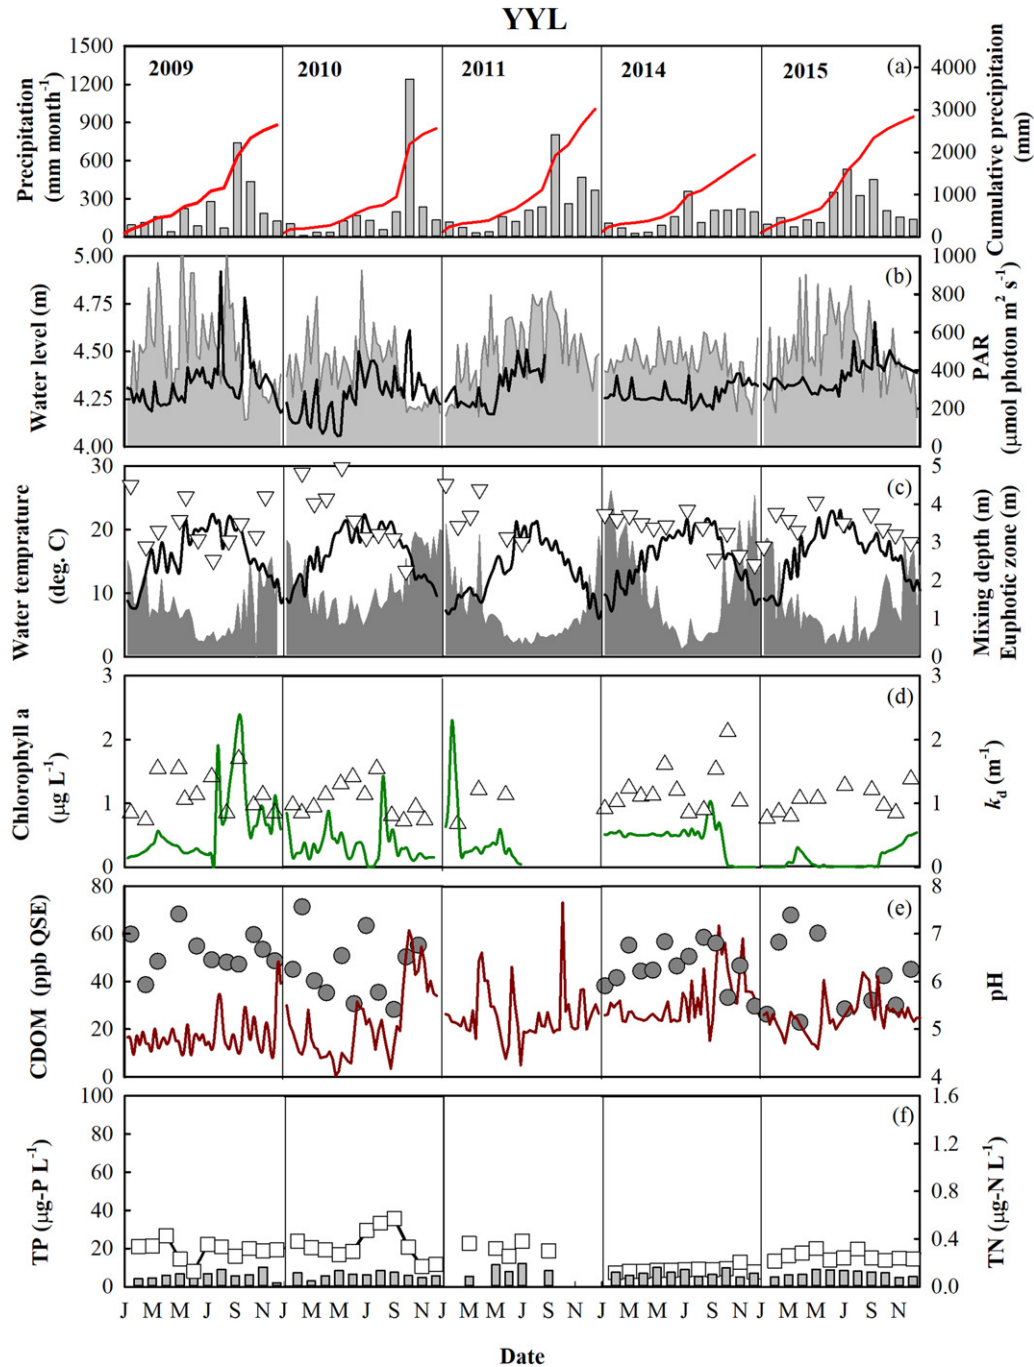 YYL
Precipitation
(mm month-1)
1500
1200
900
600
300
0
2009
2010
2011
2014
2015
(a)
4000
3000
2000
1000
0
Cumulative precipitaion
(mm)
Water level (m)
5.00
4.75
4.50
4.25
4.00
(b)
1000
800
600
400
200
0
PAR
(μmol photon m2 s-1)
Water temprature
(deg. C)
30
20
10
0
(c)
5
4
3
2
1
0
Mixing depth (m)
Euphotic zone (m)
Chlorophyll a
(μg L-1)
3
2
1
0
(d)
3
2
1
0
kd (m-1)
CDOM (ppb QSE)
80
60
40
20
0
(e)
8
7
6
5
4
pH
TP (μg-P L-1)
100
80
60
40
20
0
(f)
1.6
1.2
0.8
0.4
0.0
TN (μg-N L-1)
J M M J S N J M M J S N J M M J S N J M M J S N J M M J S N
Date